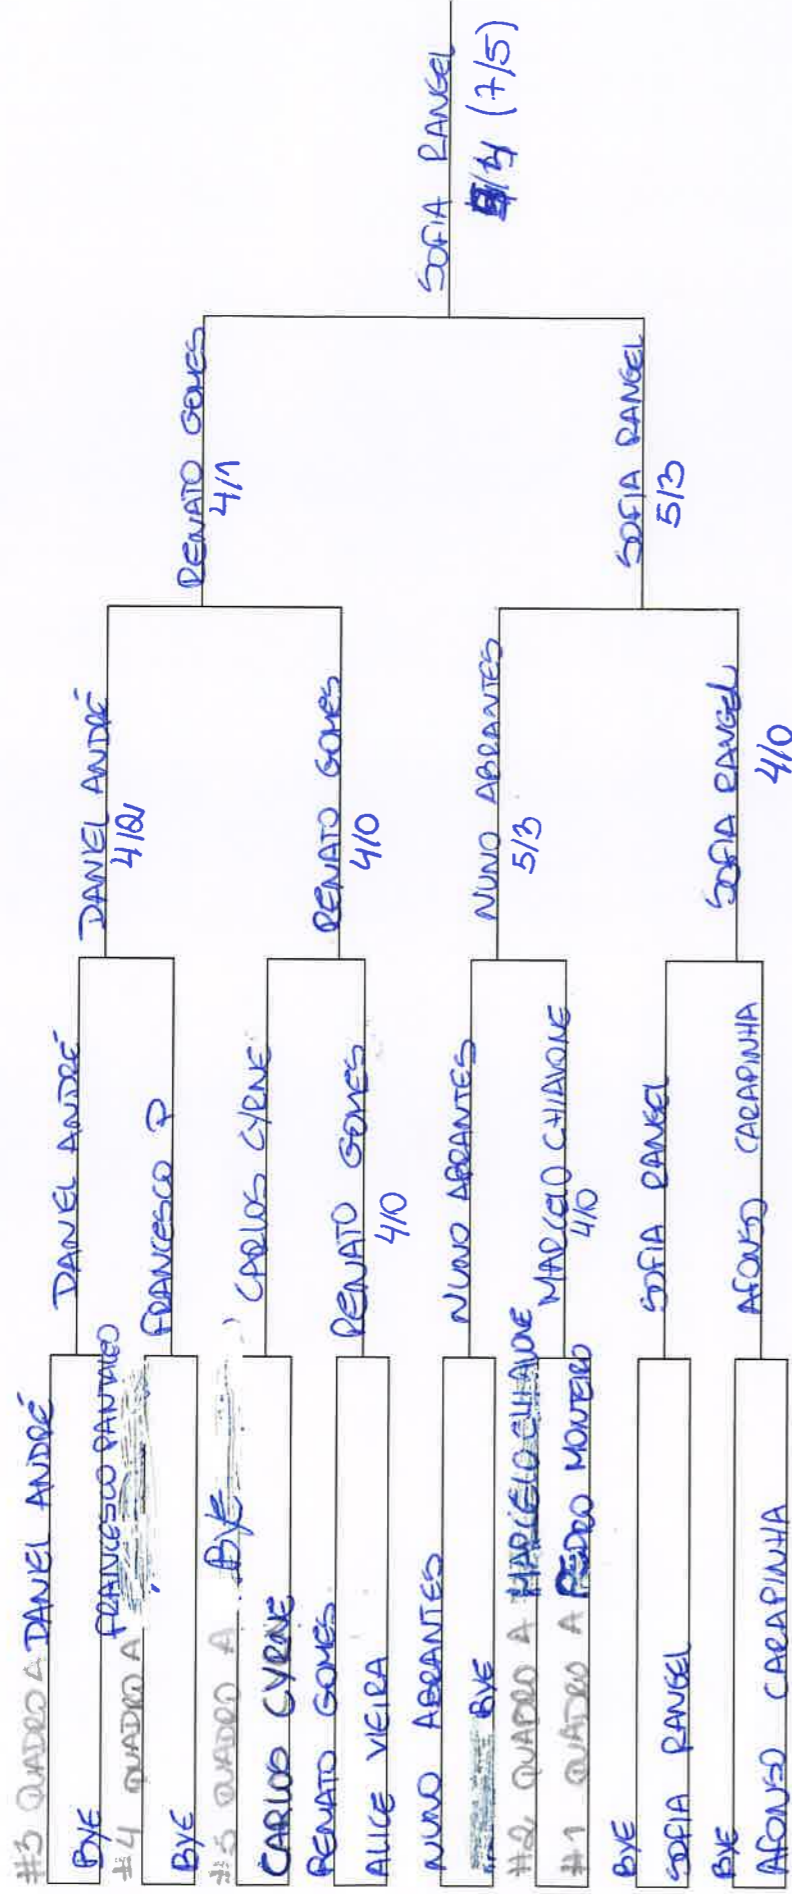 #3 QUADRO A DANIEL ANDRÉ
BYE
#4 QUADRO A FRANCESCO PANTALEO
BYE
#5 QUADRO A BYE
CARLOS CYRNE
RENATO GOMES
ALICE VIEIRA
NUNO ABRANTES
BYE
#2 QUADRO A MARCELO CHIAVONE
#1 QUADRO A PEDRO MONTEIRO
BYE
SOFIA RANGEL
BYE
AFONSO CARAPINHA
DANIEL ANDRÉ
FRANCESCO P
CARLOS CYRNE
RENATO GOMES
4/0
NUNO ABRANTES
MARCELO CHIAVONE
4/0
SOFIA RANGEL
AFONSO CARAPINHA
DANIEL ANDRÉ
4/2
RENATO GOMES
4/0
NUNO ABRANTES
5/3
SOFIA RANGEL
4/0
RENATO GOMES
4/1
SOFIA RANGEL
5/3
SOFIA RANGEL
(7/5)